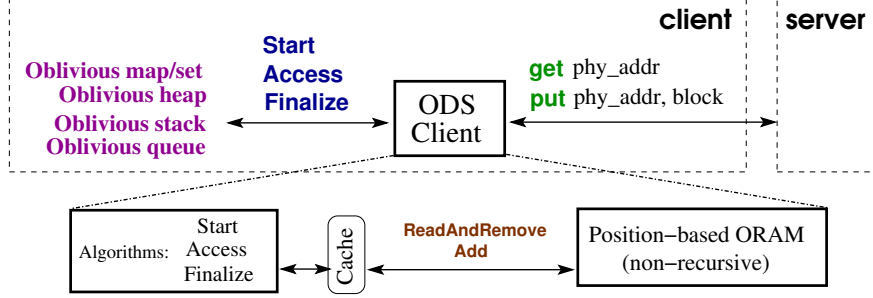 client
server
Oblivious map/set
Oblivious heap
Oblivious stack
Oblivious queue
Start
Access
Finalize
ODS
Client
get phy_addr
put phy_addr, block
Algorithms:
Start
Access
Finalize
Cache
ReadAndRemove
Add
Position−based ORAM
(non−recursive)